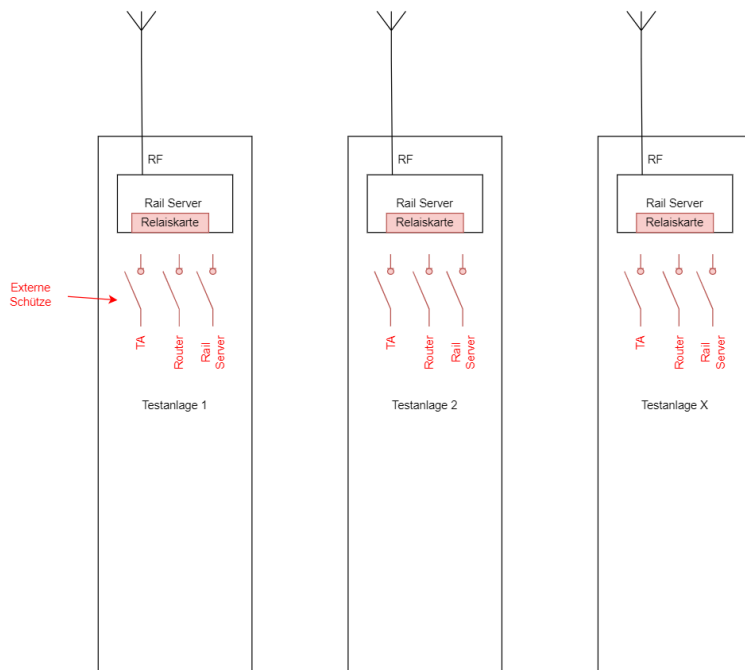 RF
RF
RF
Rail Server
Rail Server
Rail Server
Relaiskarte
Relaiskarte
Relaiskarte
Externe
Schütze
TA
Router
Rail
Server
TA
Router
Rail
Server
TA
Router
Rail
Server
Testanlage 1
Testanlage 2
Testanlage X